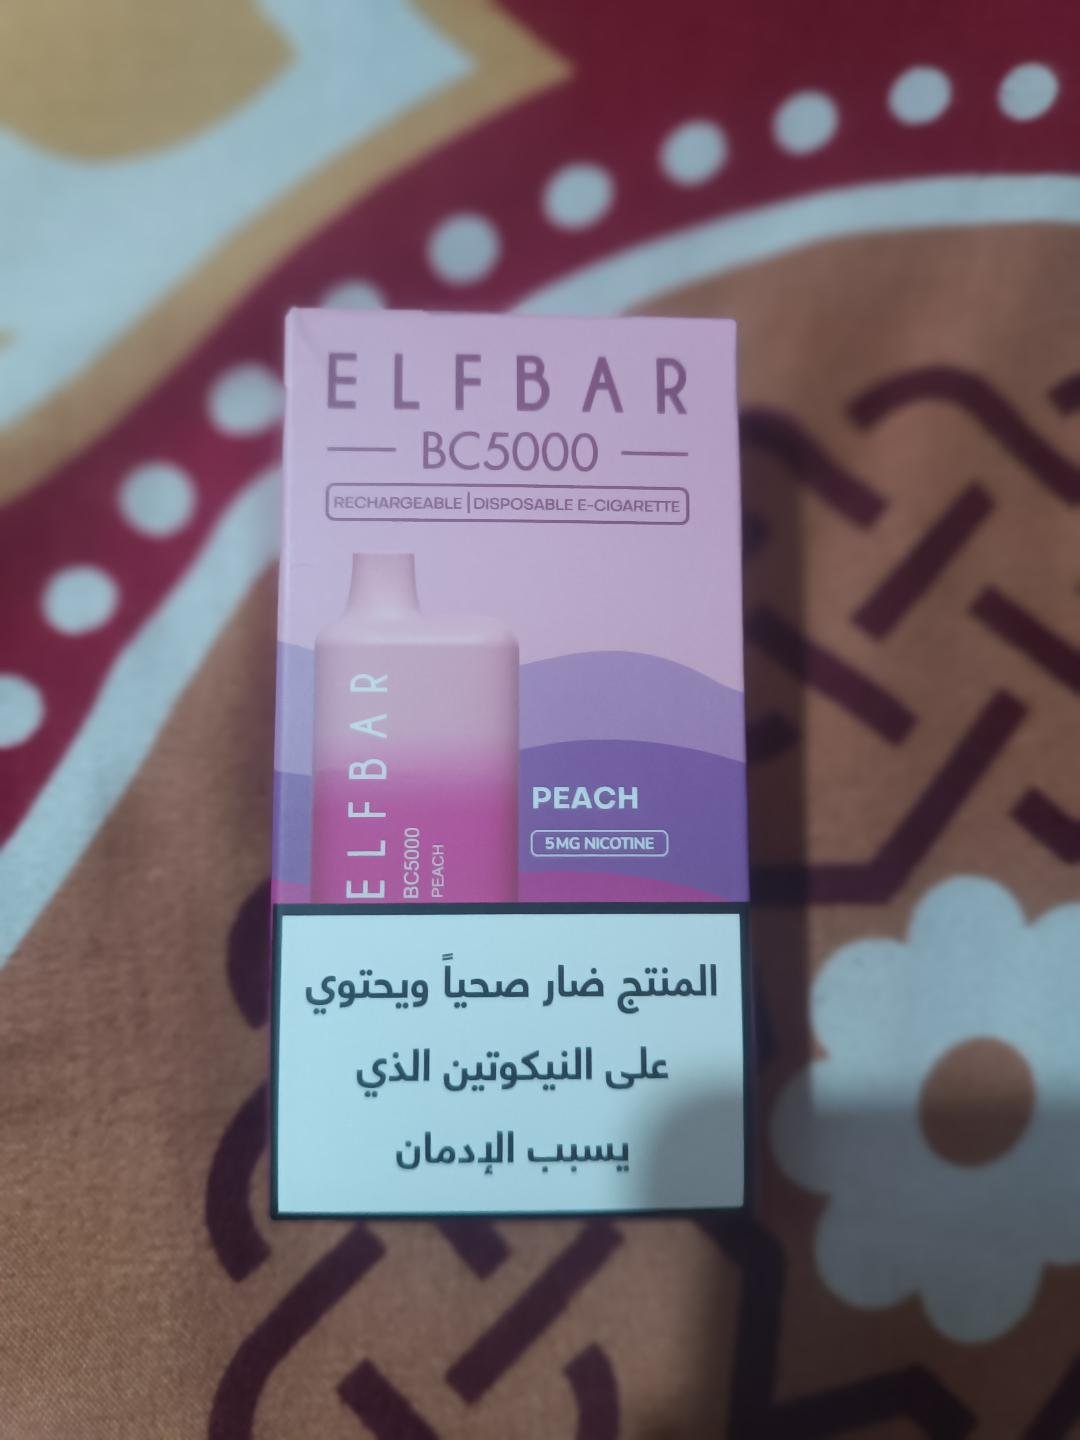 ELFBAR
BC5000
RECHARGEABLE | DISPOSABLE E-CIGARETTE
ELFBAR
BC5000
PEACH
PEACH
5MG NICOTINE
المنتج ضار صحياً ويحتوي
على النيكوتين الذي
يسبب الإدمان